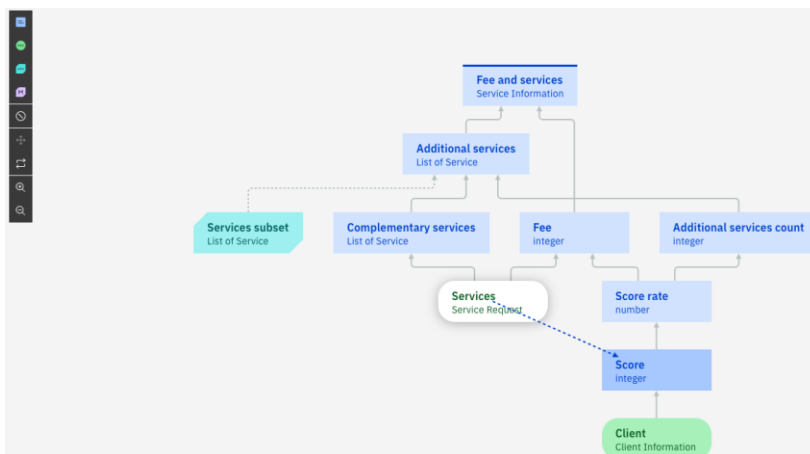 Fee and services
Service Information
Additional services
List of Service
Services subset
List of Service
Complementary services
List of Service
Fee
integer
Additional services count
integer
Services
Service Request
Score rate
number
Score
integer
Client
Client Information